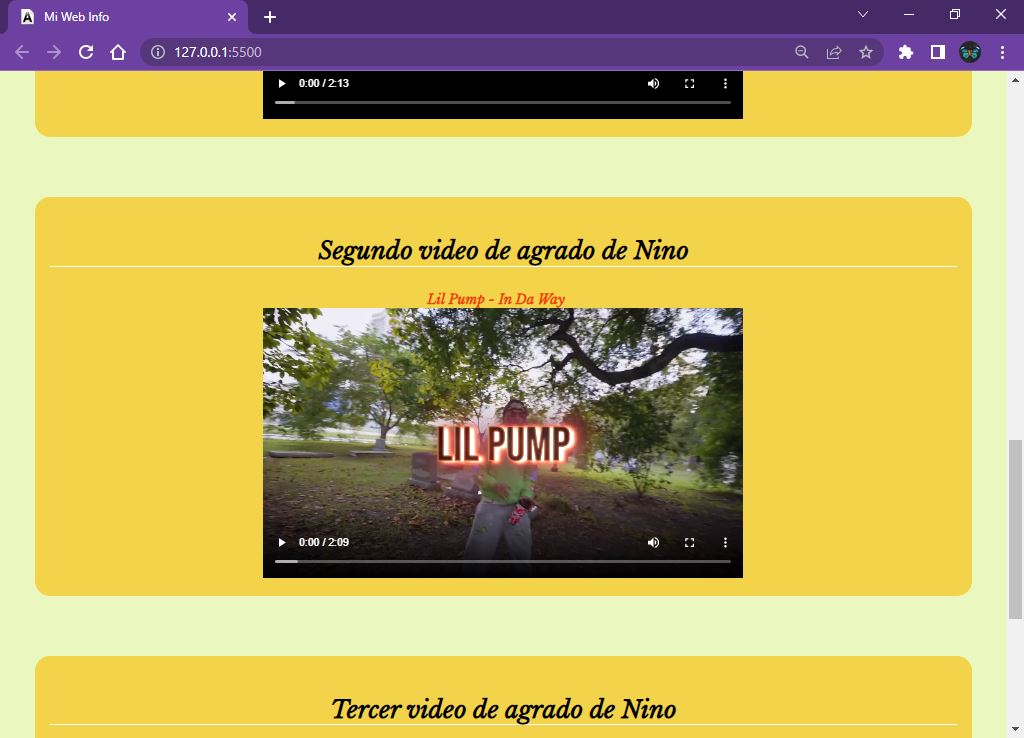 Mi Web Info
127.0.0.1:5500
0:00 / 2:13
Segundo video de agrado de Nino
Lil Pump - In Da Way
LIL PUMP
0:00 / 2:09
Tercer video de agrado de Nino